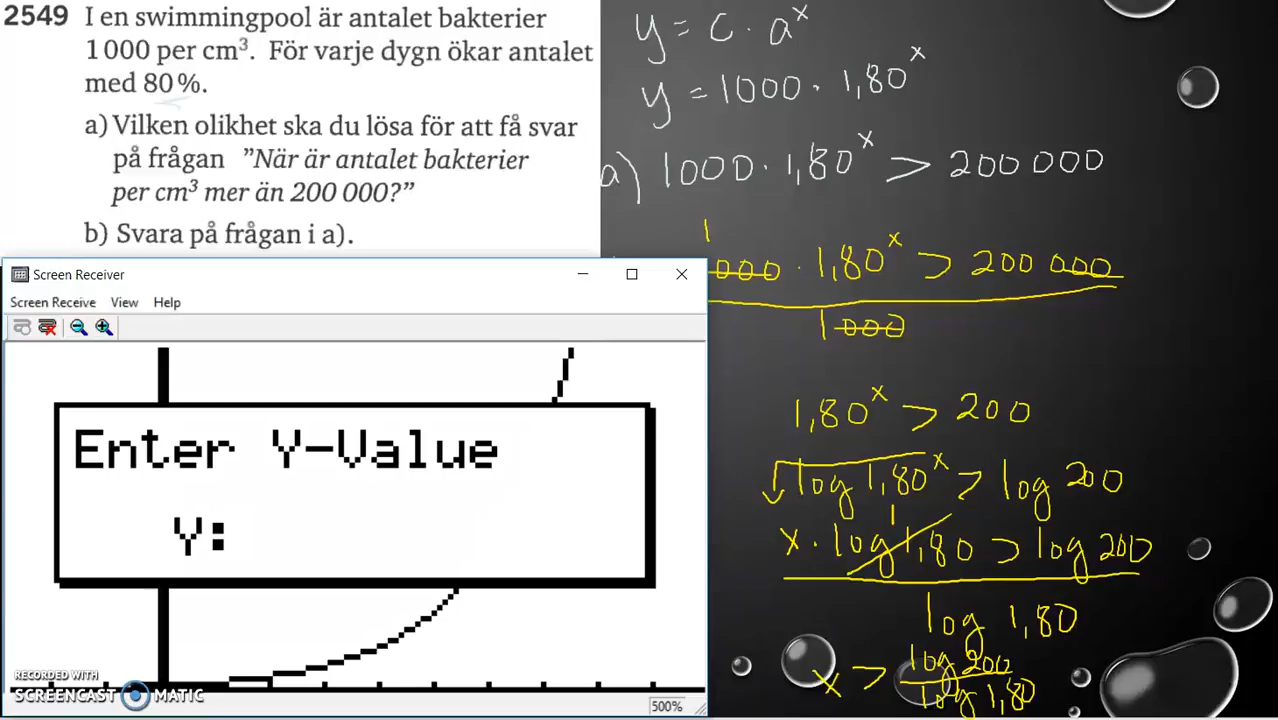 2549 I en swimmingpool är antalet bakterier
1 000 per cm³. För varje dygn ökar antalet
med 80 %.
a) Vilken olikhet ska du lösa för att få svar
på frågan "När är antalet bakterier
per cm³ mer än 200 000?"
b) Svara på frågan i a).
Screen Receiver
Screen Receive View Help
Enter Y-Value
Y:
RECORDED WITH
SCREENCAST MATIC
500%
y = C · a^x
y = 1000 · 1,80^x
a) 1000 · 1,80^x > 200 000
1
000 · 1,80^x > 200 000
1000
1,80^x > 200
log 1,80^x > log 200
1
x · log 1,80 > log 200
log 1,80
x > log 200
log 1,80